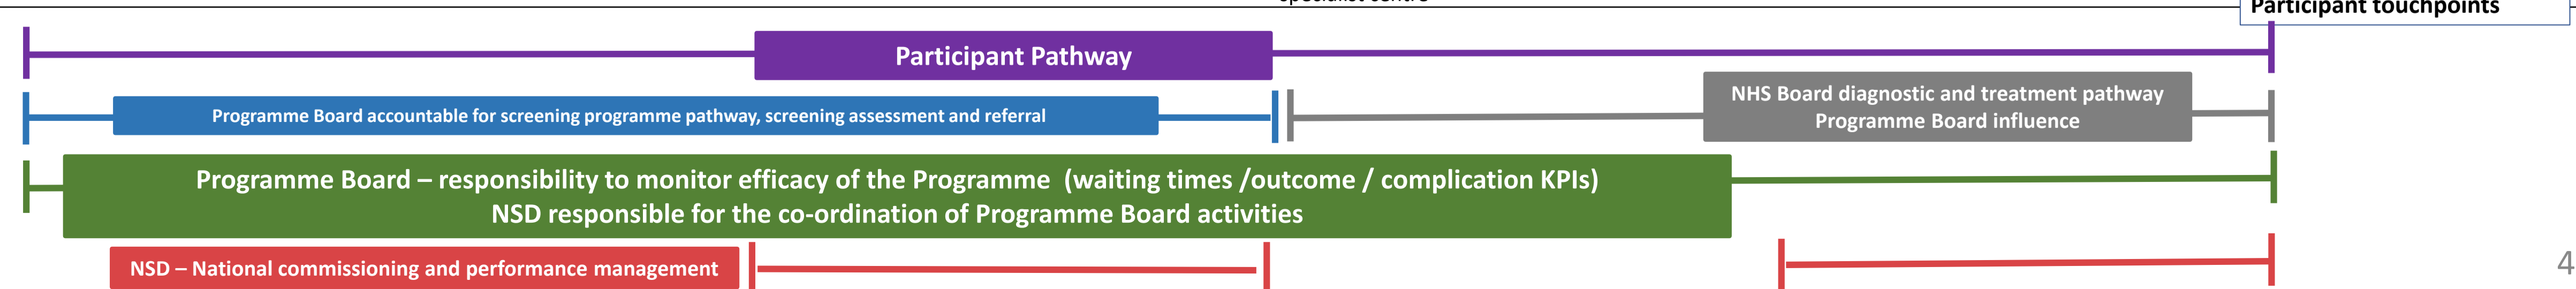 specialist centre
Participant touchpoints
Participant Pathway
Programme Board accountable for screening programme pathway, screening assessment and referral
NHS Board diagnostic and treatment pathway
Programme Board influence
Programme Board – responsibility to monitor efficacy of the Programme  (waiting times /outcome / complication KPIs)
NSD responsible for the co-ordination of Programme Board activities
NSD – National commissioning and performance management
4